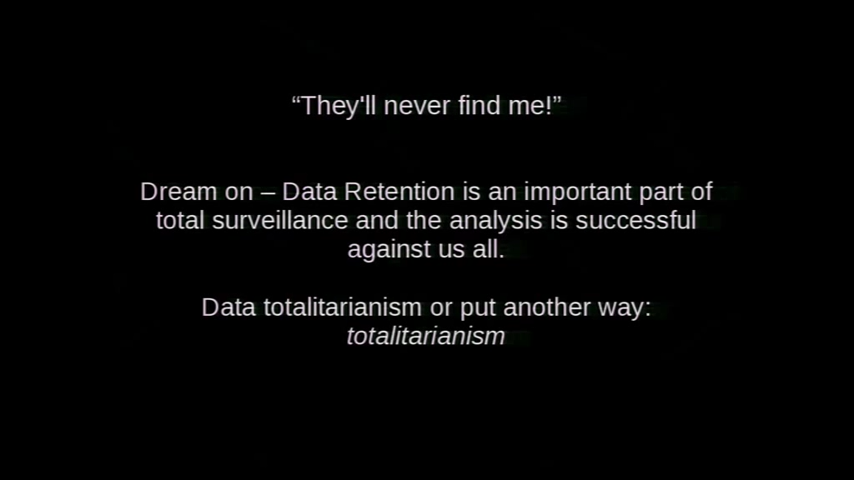 “They'll never find me!”
Dream on – Data Retention is an important part of
total surveillance and the analysis is successful
against us all.
Data totalitarianism or put another way:
totalitarianism